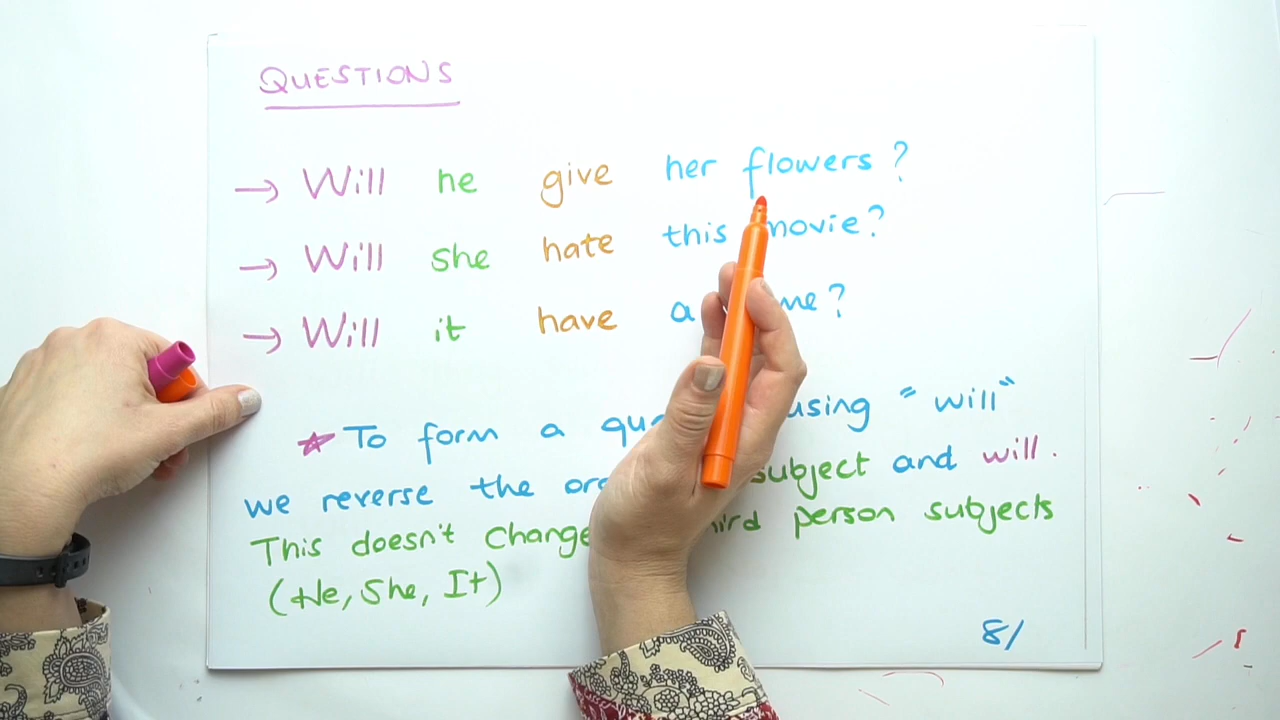 QUESTIONS
→ Will he give her flowers?
→ Will she hate this movie?
→ Will it have a
★ To form a using "will"
we reverse the subject and will.
This doesn't change person subjects
(He, She, It)
8/